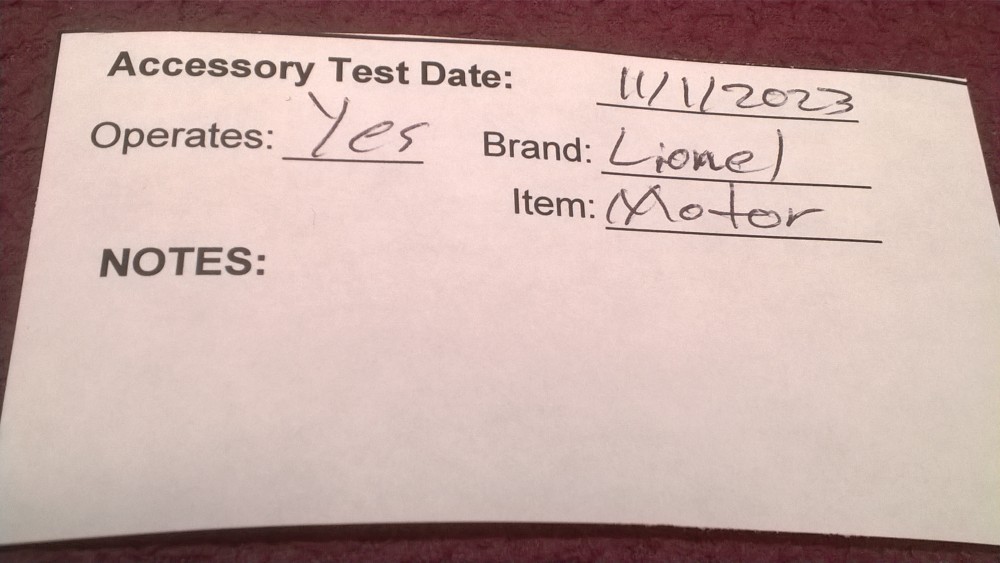 Accessory Test Date: 11/1/2023
Operates: Yes Brand: Lionel
Item: Motor
NOTES: